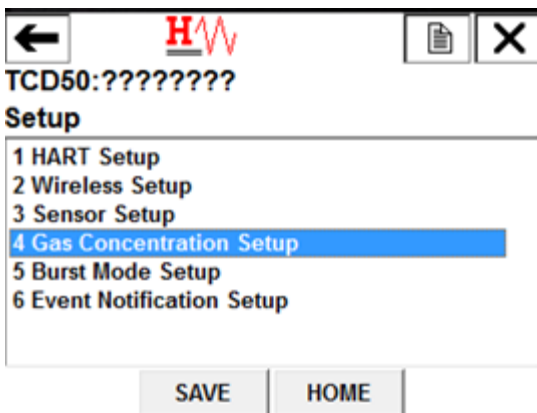 H
TCD50:????????
Setup
1 HART Setup
2 Wireless Setup
3 Sensor Setup
4 Gas Concentration Setup
5 Burst Mode Setup
6 Event Notification Setup
SAVE HOME